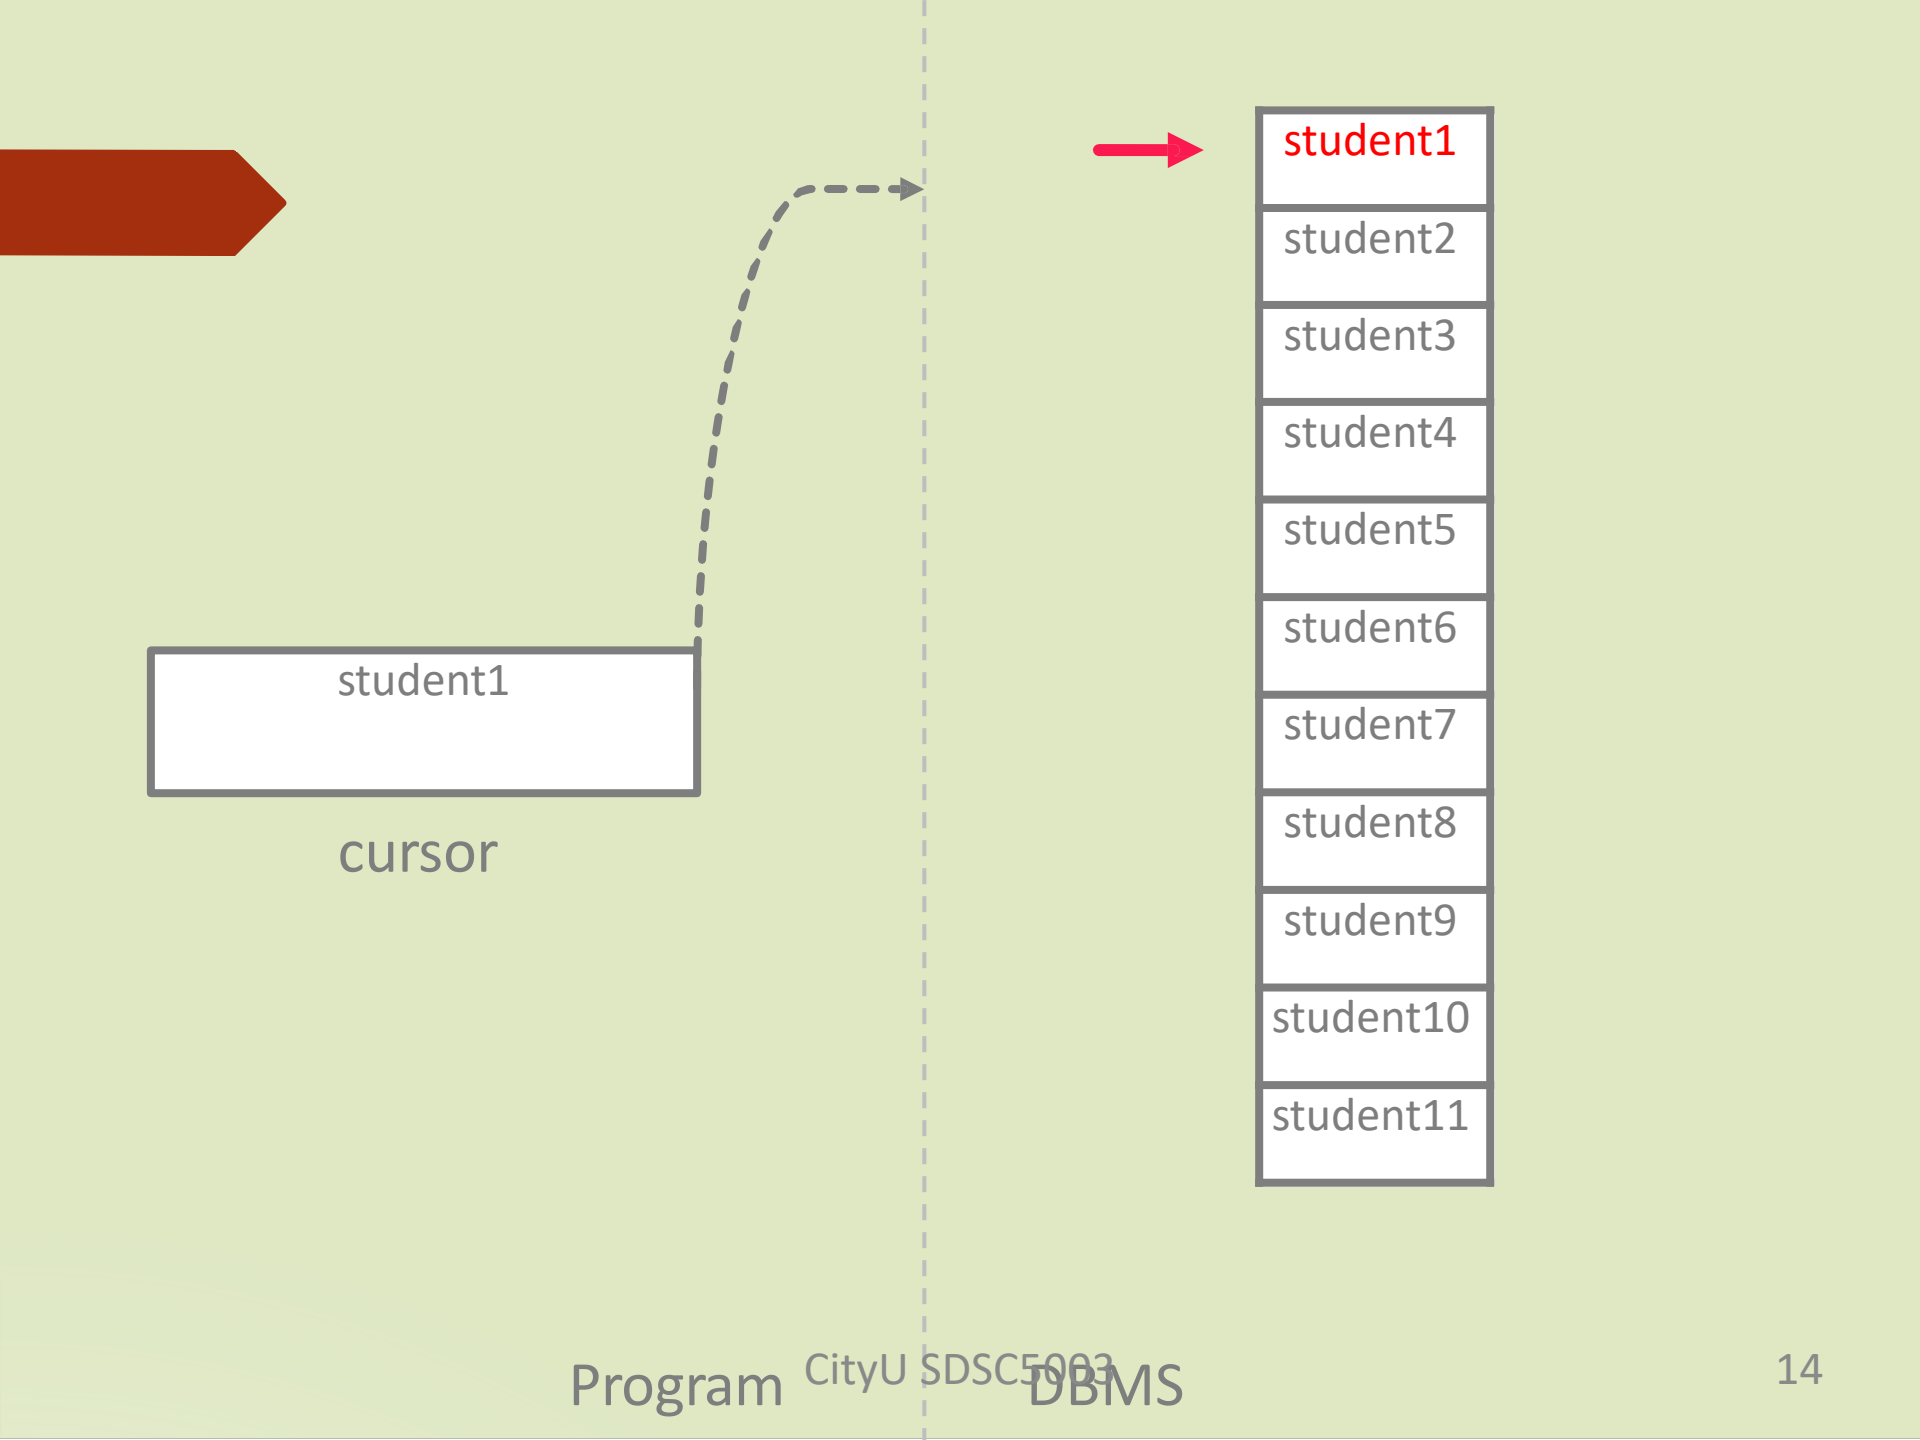 student1
cursor
student1
student2
student3
student4
student5
student6
student7
student8
student9
student10
student11
Program
DBMS
CityU SDSC5003
14